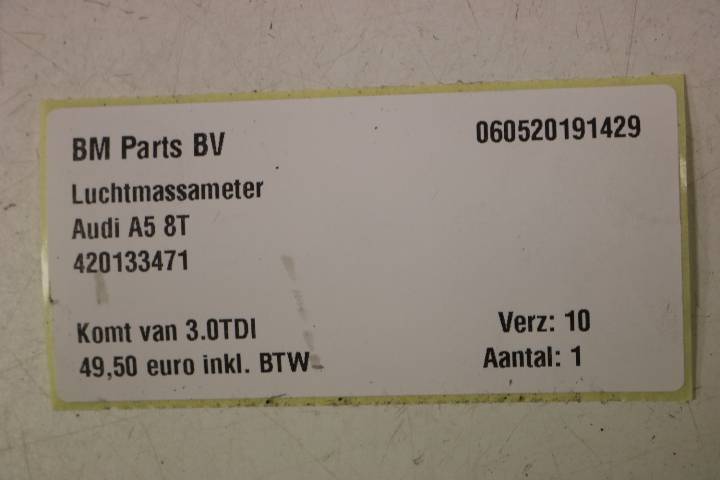 BM Parts BV 060520191429
Luchtmassameter
Audi A5 8T
420133471
Komt van 3.0TDI Verz: 10
49,50 euro inkl. BTW Aantal: 1